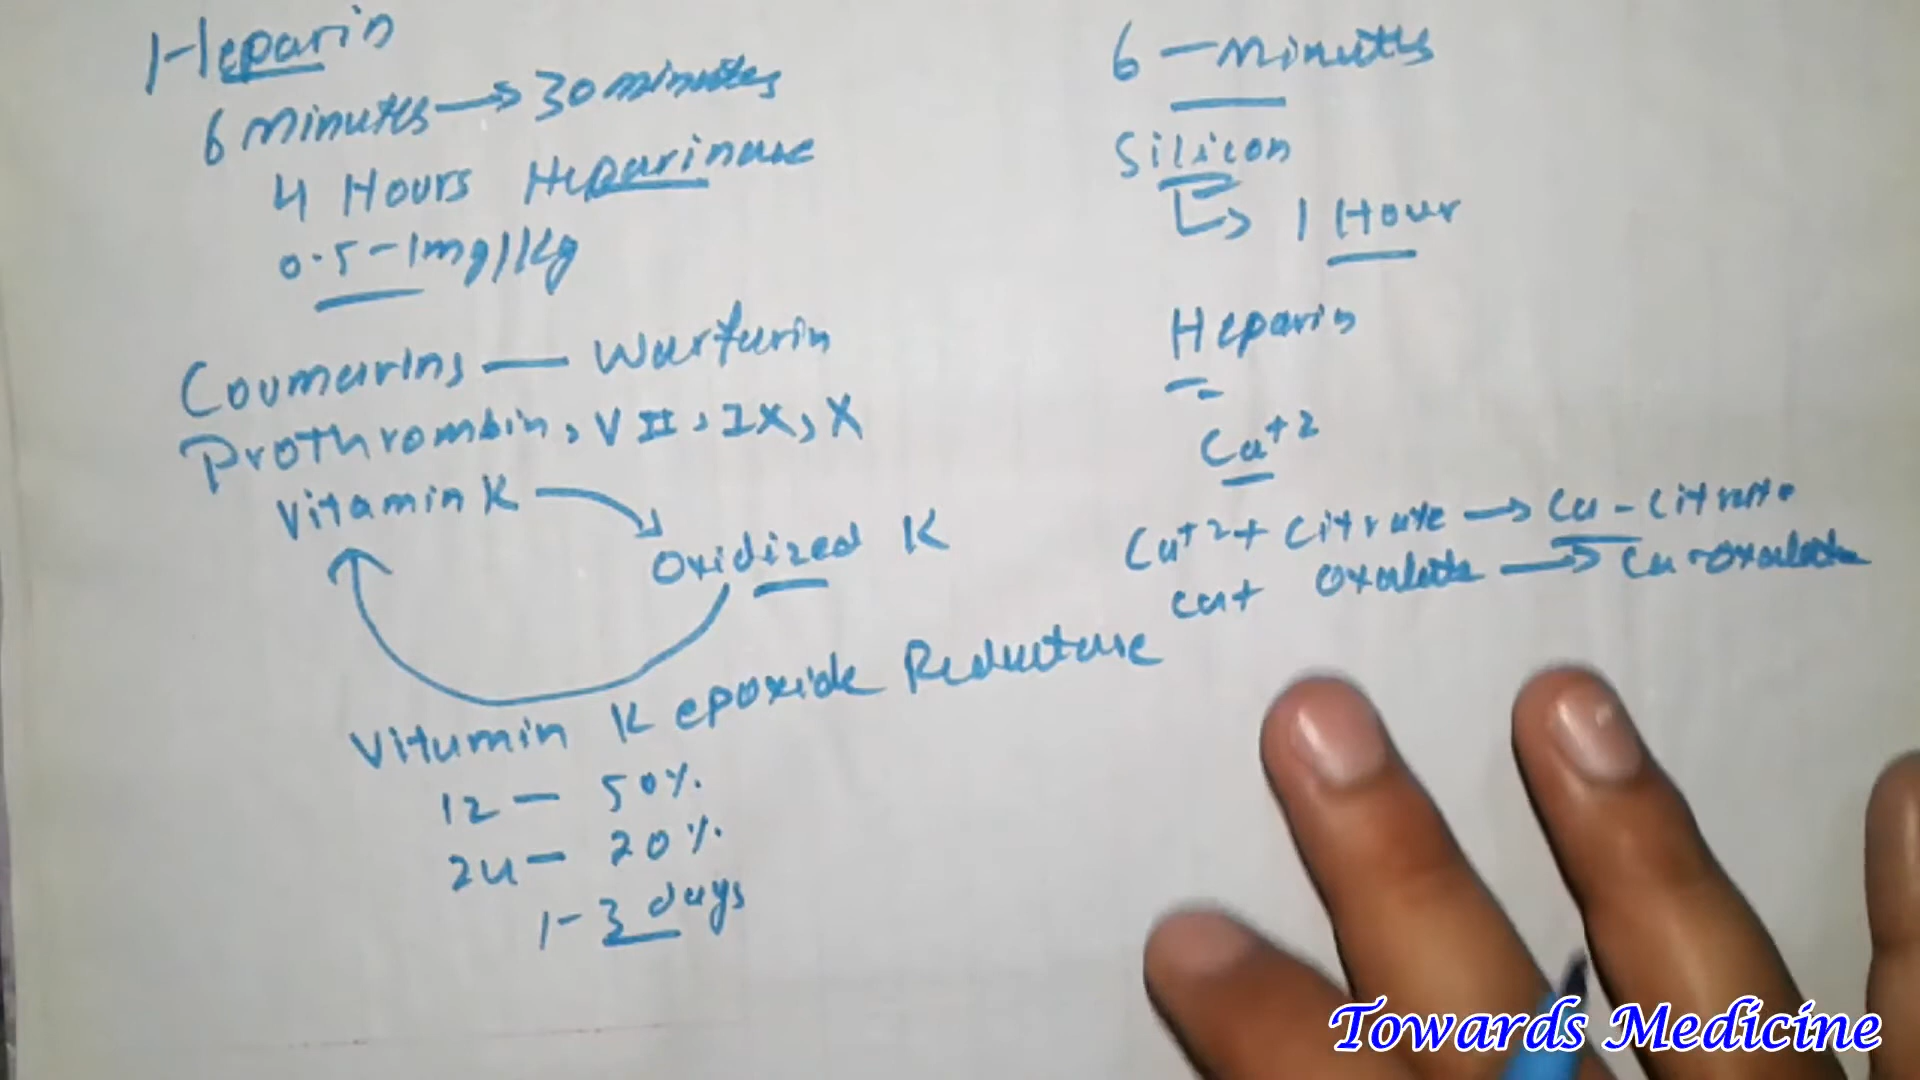 Heparin
6 minutes → 30 minutes
4 Hours Heparinase
0.5-1mg/Kg
Coumarins — Warfarin
Prothrombin, VII, IX, X
Vitamin K
Oxidized K
Vitamin K epoxide Reductase
12 - 50%.
24 - 20%.
1-3 days
6 - minutes
Silicon
1 Hour
Heparin
Ca+2
Ca+2 + Citrate → Ca - Citrate
Ca+ Oxalate → Ca-Oxalate
Towards Medicine